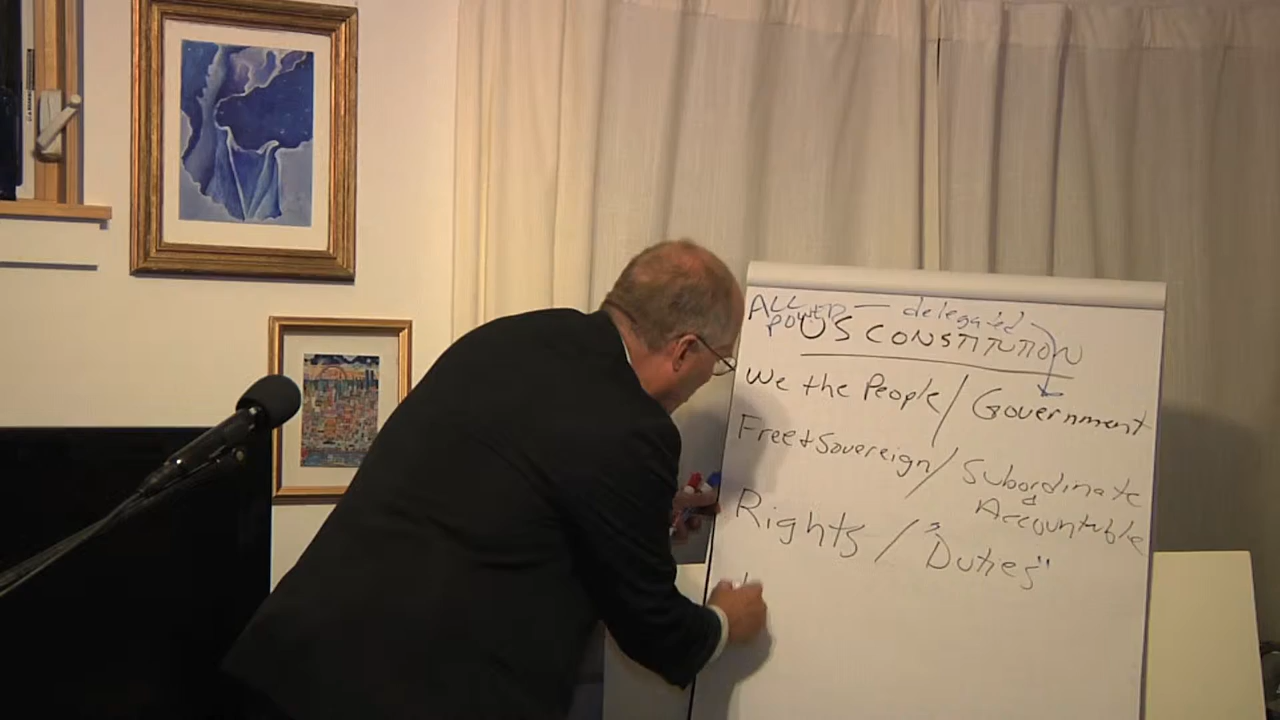 ALL POWER — delegated
US CONSTITUTION
We the People / Government
Free & Sovereign / Subordinate & Accountable
Rights / "Duties"